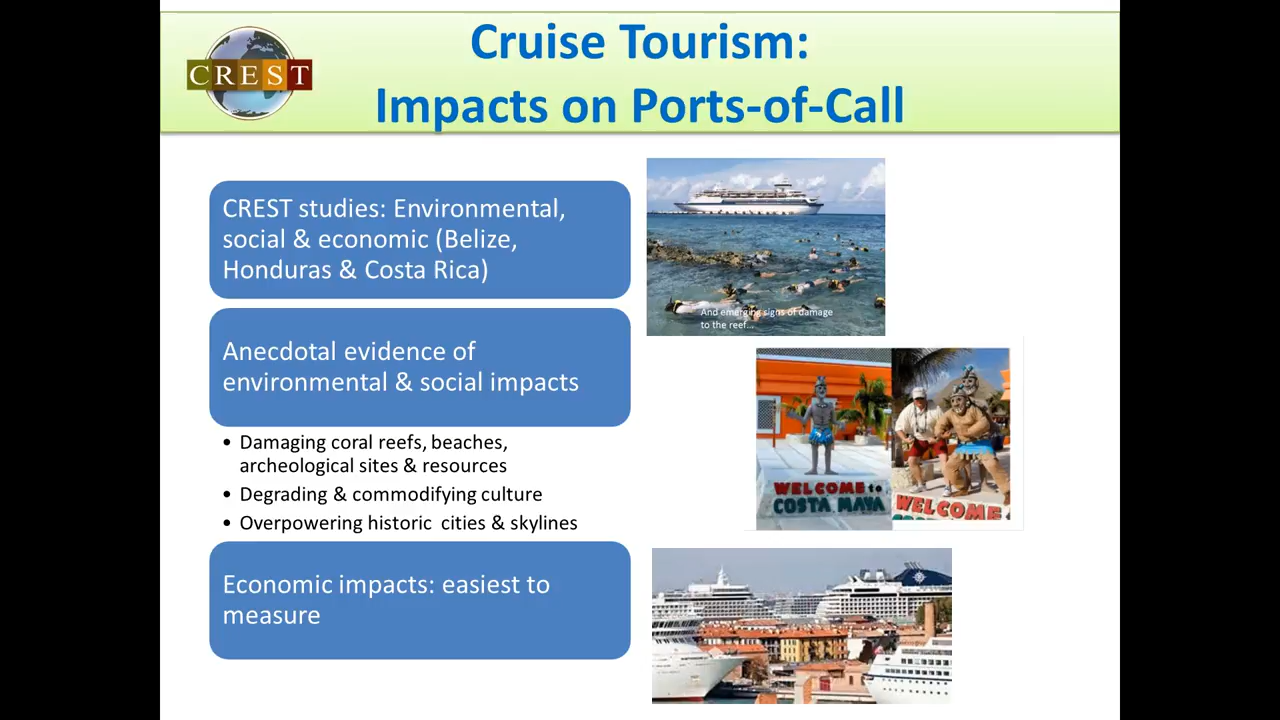 CREST
Cruise Tourism:
Impacts on Ports-of-Call
CREST studies: Environmental,
social & economic (Belize,
Honduras & Costa Rica)
And emerging signs of damage
to the reef...
Anecdotal evidence of
environmental & social impacts
• Damaging coral reefs, beaches,
archeological sites & resources
• Degrading & commodifying culture
• Overpowering historic cities & skylines
WELCOME to
COSTA MAYA
WELCOME
Economic impacts: easiest to
measure